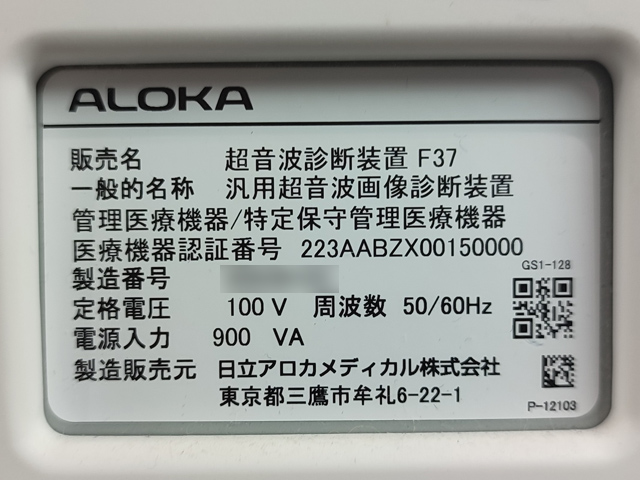 ALOKA
販売名 超音波診断装置 F37
一般的名称 汎用超音波画像診断装置
管理医療機器/特定保守管理医療機器
医療機器認証番号 223AABZX00150000
製造番号
GS1-128
定格電圧 100 V 周波数 50/60Hz
電源入力 900 VA
製造販売元 日立アロカメディカル株式会社
東京都三鷹市牟礼6-22-1
P-12103